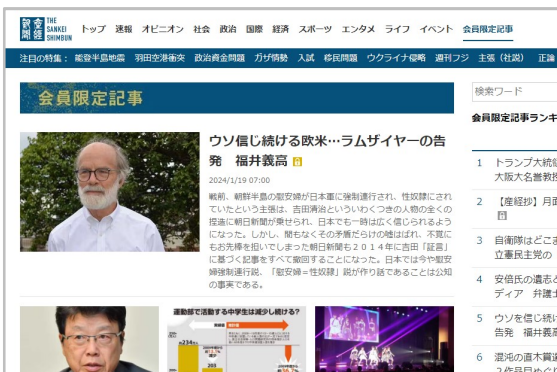 産経新聞
THE SANKEI SHIMBUN
トップ 速報 オピニオン 社会 政治 国際 経済 スポーツ エンタメ ライフ イベント 会員限定記事
注目の特集： 能登半島地震 羽田空港衝突 政治資金問題 ガザ情勢 入試 移民問題 ウクライナ侵略 週刊フジ 主張（社説） 正論
会員限定記事
検索ワード
会員限定記事ランキ
ウソ信じ続ける欧米…ラムザイヤーの告
発　福井義高
2024/1/19 07:00
戦前、朝鮮半島の慰安婦が日本軍に強制連行され、性奴隷にされ
ていたという主張は、吉田清治といういわくつきの人物の全くの
捏造に朝日新聞が乗せられ、日本でも一時は広く信じられるよう
になった。しかし、間もなくその矛盾だらけの嘘はばれ、不覚に
もお先棒を担いでしまった朝日新聞も２０１４年に吉田「証言」
に基づく記事をすべて撤回することになった。日本では今や慰安
婦強制連行説、「慰安婦＝性奴隷」説が作り話であることは公知
の事実である。
1 トランプ大統
大阪大名誉教授
2 【産経抄】月面
3 自衛隊はどこま
立憲民主党の
4 安倍氏の遺志と
ディア 弁護士
5 ウソを信じ続け
告発 福井義高
6 混沌の直木賞選
２作品目
運動部で活動する中学生は減少し続ける?